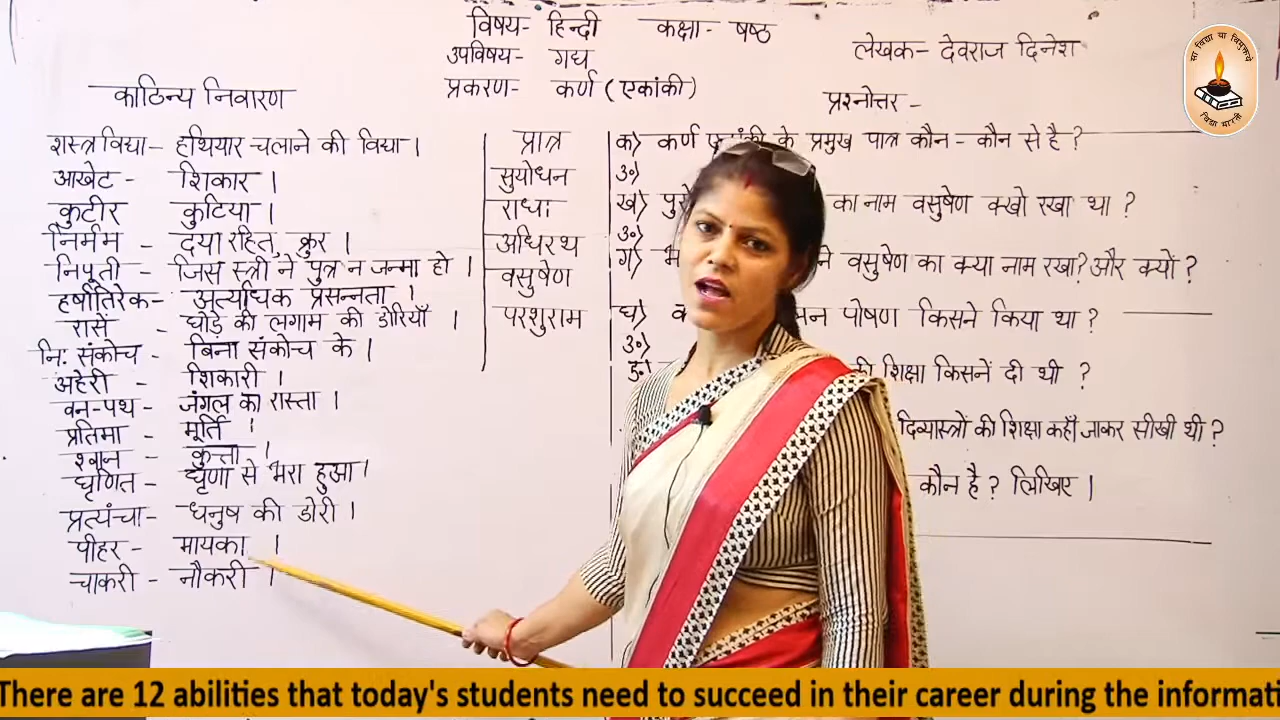 विषय- हिन्दी कक्षा- षष्ठ
उपविषय- गद्य
लेखक- देवराज दिनेश
प्रकरण- कर्ण (एकांकी)
सा विद्या या विमुक्तये
विद्या भारती
काठिन्य निवारण
शस्त्रविद्या- हथियार चलाने की विद्या।
आखेट- शिकार।
कुटीर कुटिया।
निर्मम - दया रहित, क्रुर।
निपूती - जिस स्त्री ने पुत्र न जन्मा हो।
हर्षातिरेक- अत्याधिक प्रसन्नता।
रासें - घोड़े की लगाम की डोरियाँ।
नि: संकोच - बिना संकोच के।
अहेरी - शिकारी।
वन-पथ- जंगल का रास्ता।
प्रतिमा - मूर्ति।
श्वान - कुत्ता।
घृणित- घृणा से भरा हुआ।
प्रत्यंचा- धनुष की डोरी।
पीहर- मायका।
चाकरी - नौकरी।
पात्र
सुयोधन
राधा
अधिरथ
वसुषेण
परशुराम
प्रश्नोत्तर -
क) कर्ण के प्रमुख पात्र कौन-कौन से है ?
उ०)
ख) का नाम वसुषेण क्यो रखा था ?
उ०)
ग) ने वसुषेण का क्या नाम रखा? और क्यों ?
घ) पोषण किसने किया था ?
उ०)
ङ) की शिक्षा किसनें दी थी ?
दिव्यास्त्रों की शिक्षा कहाँ जाकर सीखी थी ?
कौन है ? लिखिए।
There are 12 abilities that today's students need to succeed in their career during the informati